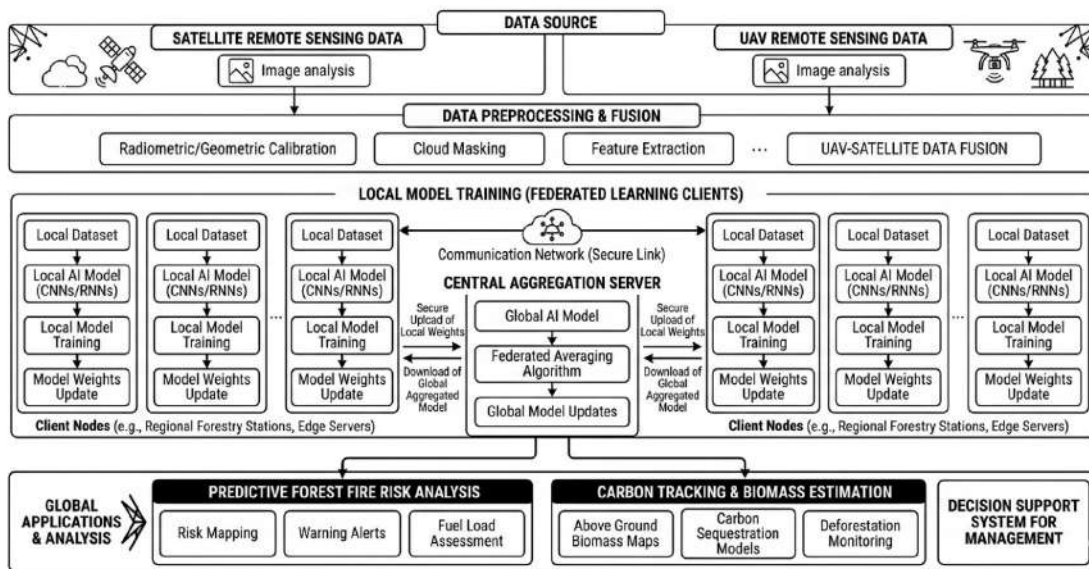 DATA SOURCE
SATELLITE REMOTE SENSING DATA
Image analysis
UAV REMOTE SENSING DATA
Image analysis
DATA PREPROCESSING & FUSION
Radiometric/Geometric Calibration
Cloud Masking
Feature Extraction
...
UAV-SATELLITE DATA FUSION
LOCAL MODEL TRAINING (FEDERATED LEARNING CLIENTS)
Local Dataset
Local AI Model
(CNNs/RNNs)
Local Model
Training
Model Weights
Update
Local Dataset
Local AI Model
(CNNs/RNNs)
Local Model
Training
Model Weights
Update
...
Local Dataset
Local AI Model
(CNNs/RNNs)
Local Model
Training
Model Weights
Update
Client Nodes (e.g., Regional Forestry Stations, Edge Servers)
Communication Network (Secure Link)
CENTRAL AGGREGATION SERVER
Secure
Upload of
Local Weights
Download of
Global
Aggregated
Model
Global AI Model
Federated Averaging
Algorithm
Global Model Updates
Secure
Upload of
Local Weights
Download of
Global
Aggregated
Model
Local Dataset
Local AI Model
(CNNs/RNNs)
Local Model
Training
Model Weights
Update
Local Dataset
Local AI Model
(CNNs/RNNs)
Local Model
Training
Model Weights
Update
...
Local Dataset
Local AI Model
(CNNs/RNNs)
Local Model
Training
Model Weights
Update
Client Nodes (e.g., Regional Forestry Stations, Edge Servers)
GLOBAL
APPLICATIONS
& ANALYSIS
PREDICTIVE FOREST FIRE RISK ANALYSIS
Risk Mapping
Warning Alerts
Fuel Load
Assessment
CARBON TRACKING & BIOMASS ESTIMATION
Above Ground
Biomass Maps
Carbon
Sequestration
Models
Deforestation
Monitoring
DECISION SUPPORT
SYSTEM FOR
MANAGEMENT